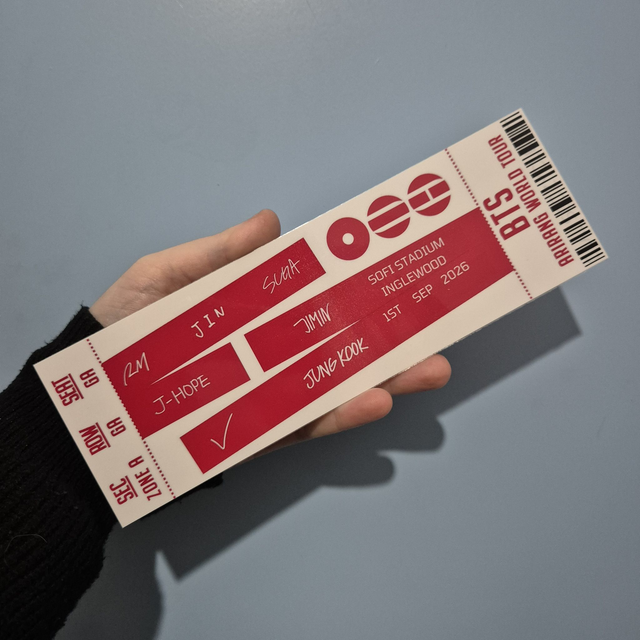 SEC
ZONE A
ROW
GA
SEAT
GA
RM
JIN
SUGA
J-HOPE
JIMIN
V
JUNG KOOK
SOFI STADIUM
INGLEWOOD
1ST SEP 2026
BTS
ARIRANG WORLD TOUR